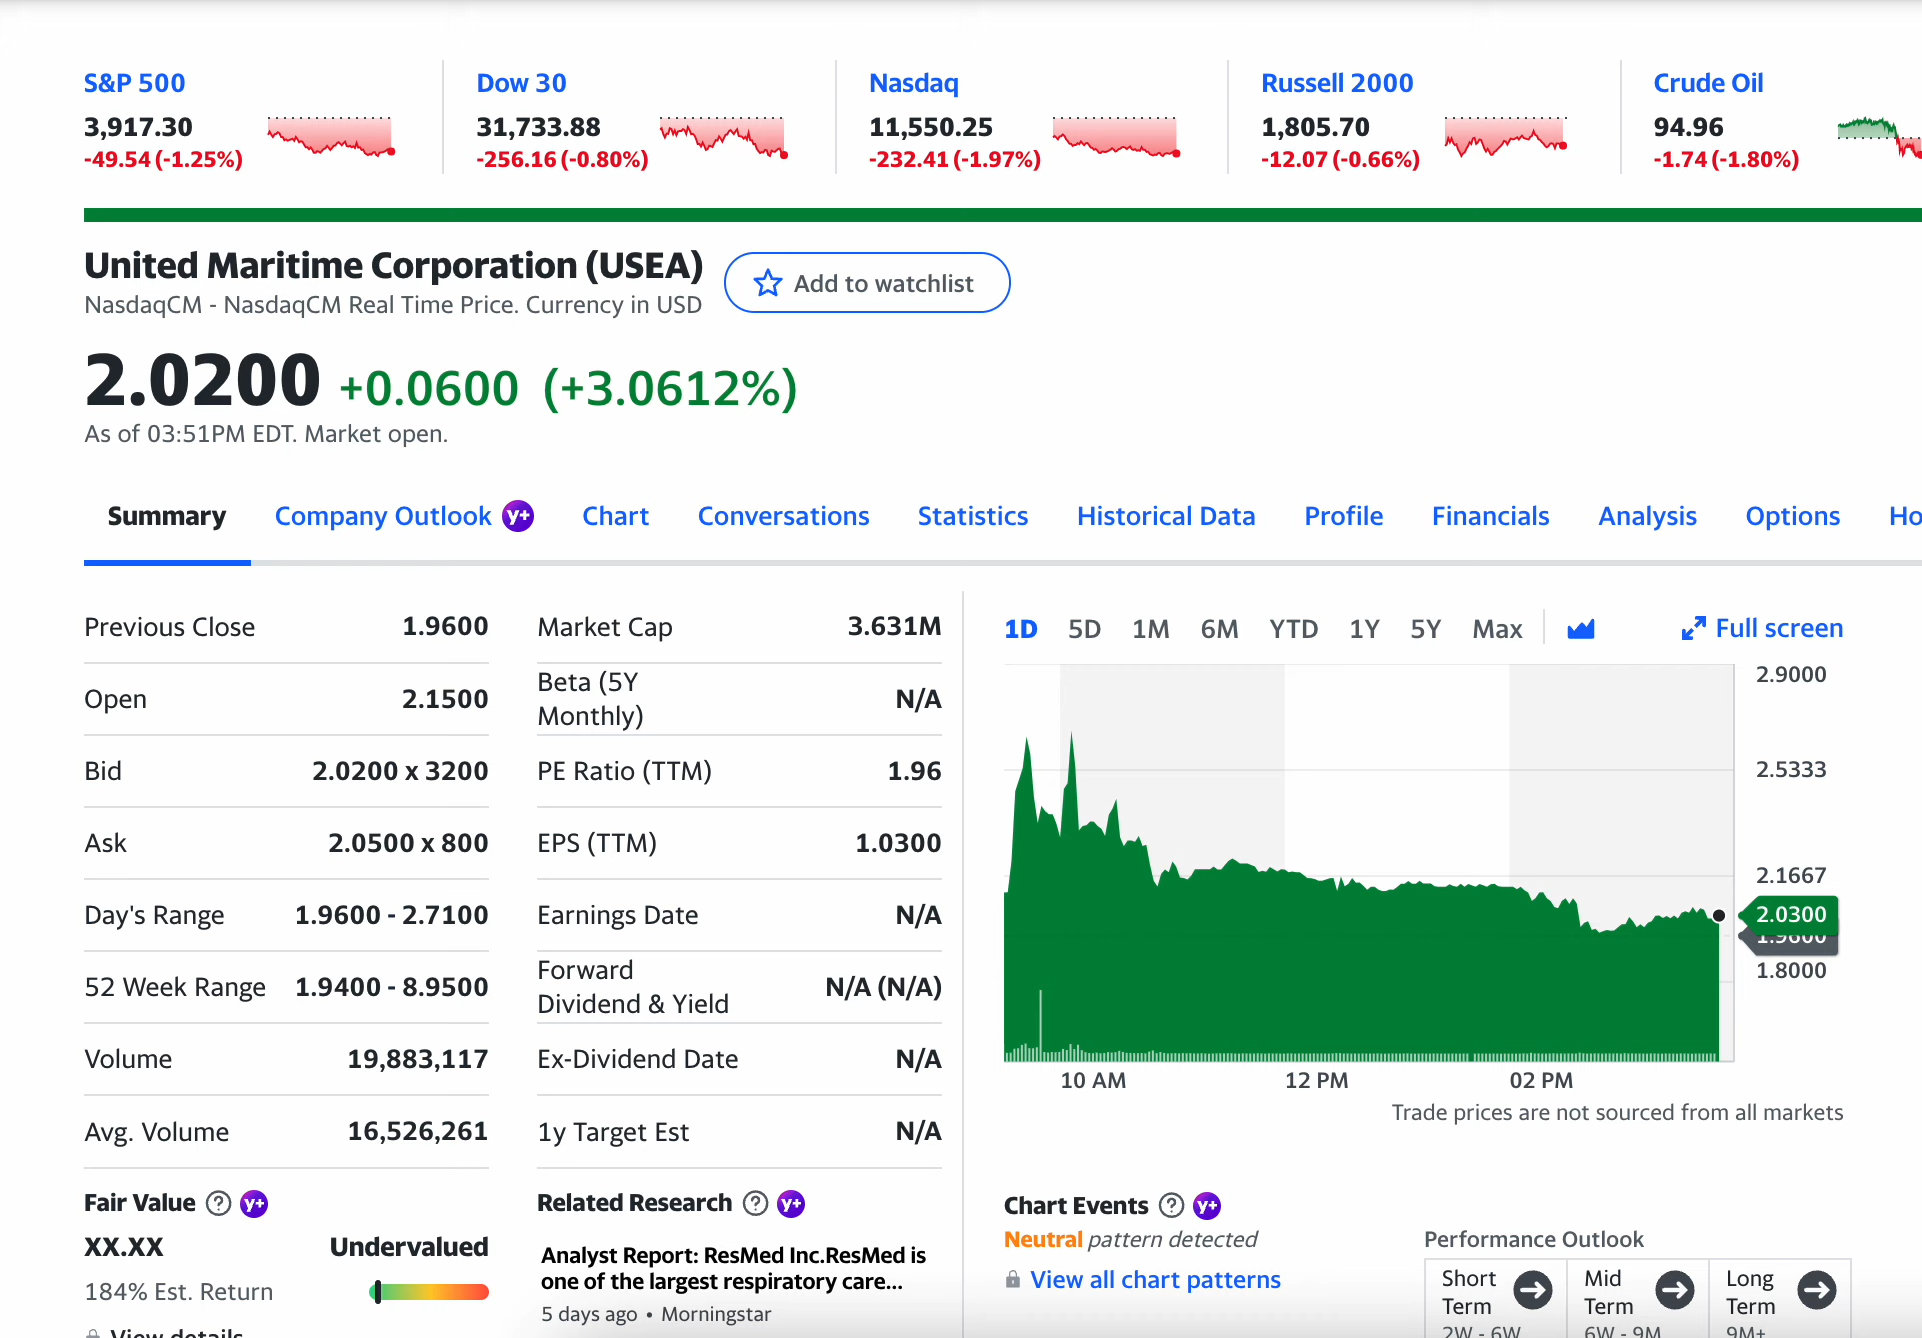 S&P 500
3,917.30
-49.54 (-1.25%)
Dow 30
31,733.88
-256.16 (-0.80%)
Nasdaq
11,550.25
-232.41 (-1.97%)
Russell 2000
1,805.70
-12.07 (-0.66%)
Crude Oil
94.96
-1.74 (-1.80%)
United Maritime Corporation (USEA)
NasdaqCM - NasdaqCM Real Time Price. Currency in USD
Add to watchlist
2.0200 +0.0600 (+3.0612%)
As of 03:51PM EDT. Market open.
Summary Company Outlook y+ Chart Conversations Statistics Historical Data Profile Financials Analysis Options Ho
Previous Close 1.9600
Open 2.1500
Bid 2.0200 x 3200
Ask 2.0500 x 800
Day's Range 1.9600 - 2.7100
52 Week Range 1.9400 - 8.9500
Volume 19,883,117
Avg. Volume 16,526,261
Market Cap 3.631M
Beta (5Y
Monthly) N/A
PE Ratio (TTM) 1.96
EPS (TTM) 1.0300
Earnings Date N/A
Forward
Dividend & Yield N/A (N/A)
Ex-Dividend Date N/A
1y Target Est N/A
1D 5D 1M 6M YTD 1Y 5Y Max Full screen
2.9000
2.5333
2.1667
2.0300
1.9600
1.8000
10 AM 12 PM 02 PM
Trade prices are not sourced from all markets
Fair Value ? y+
XX.XX Undervalued
184% Est. Return
View details
Related Research ? y+
Analyst Report: ResMed Inc.ResMed is
one of the largest respiratory care...
5 days ago • Morningstar
Chart Events ? y+
Neutral pattern detected
View all chart patterns
Performance Outlook
Short
Term
2W - 6W
Mid
Term
6W - 9M
Long
Term
9M+